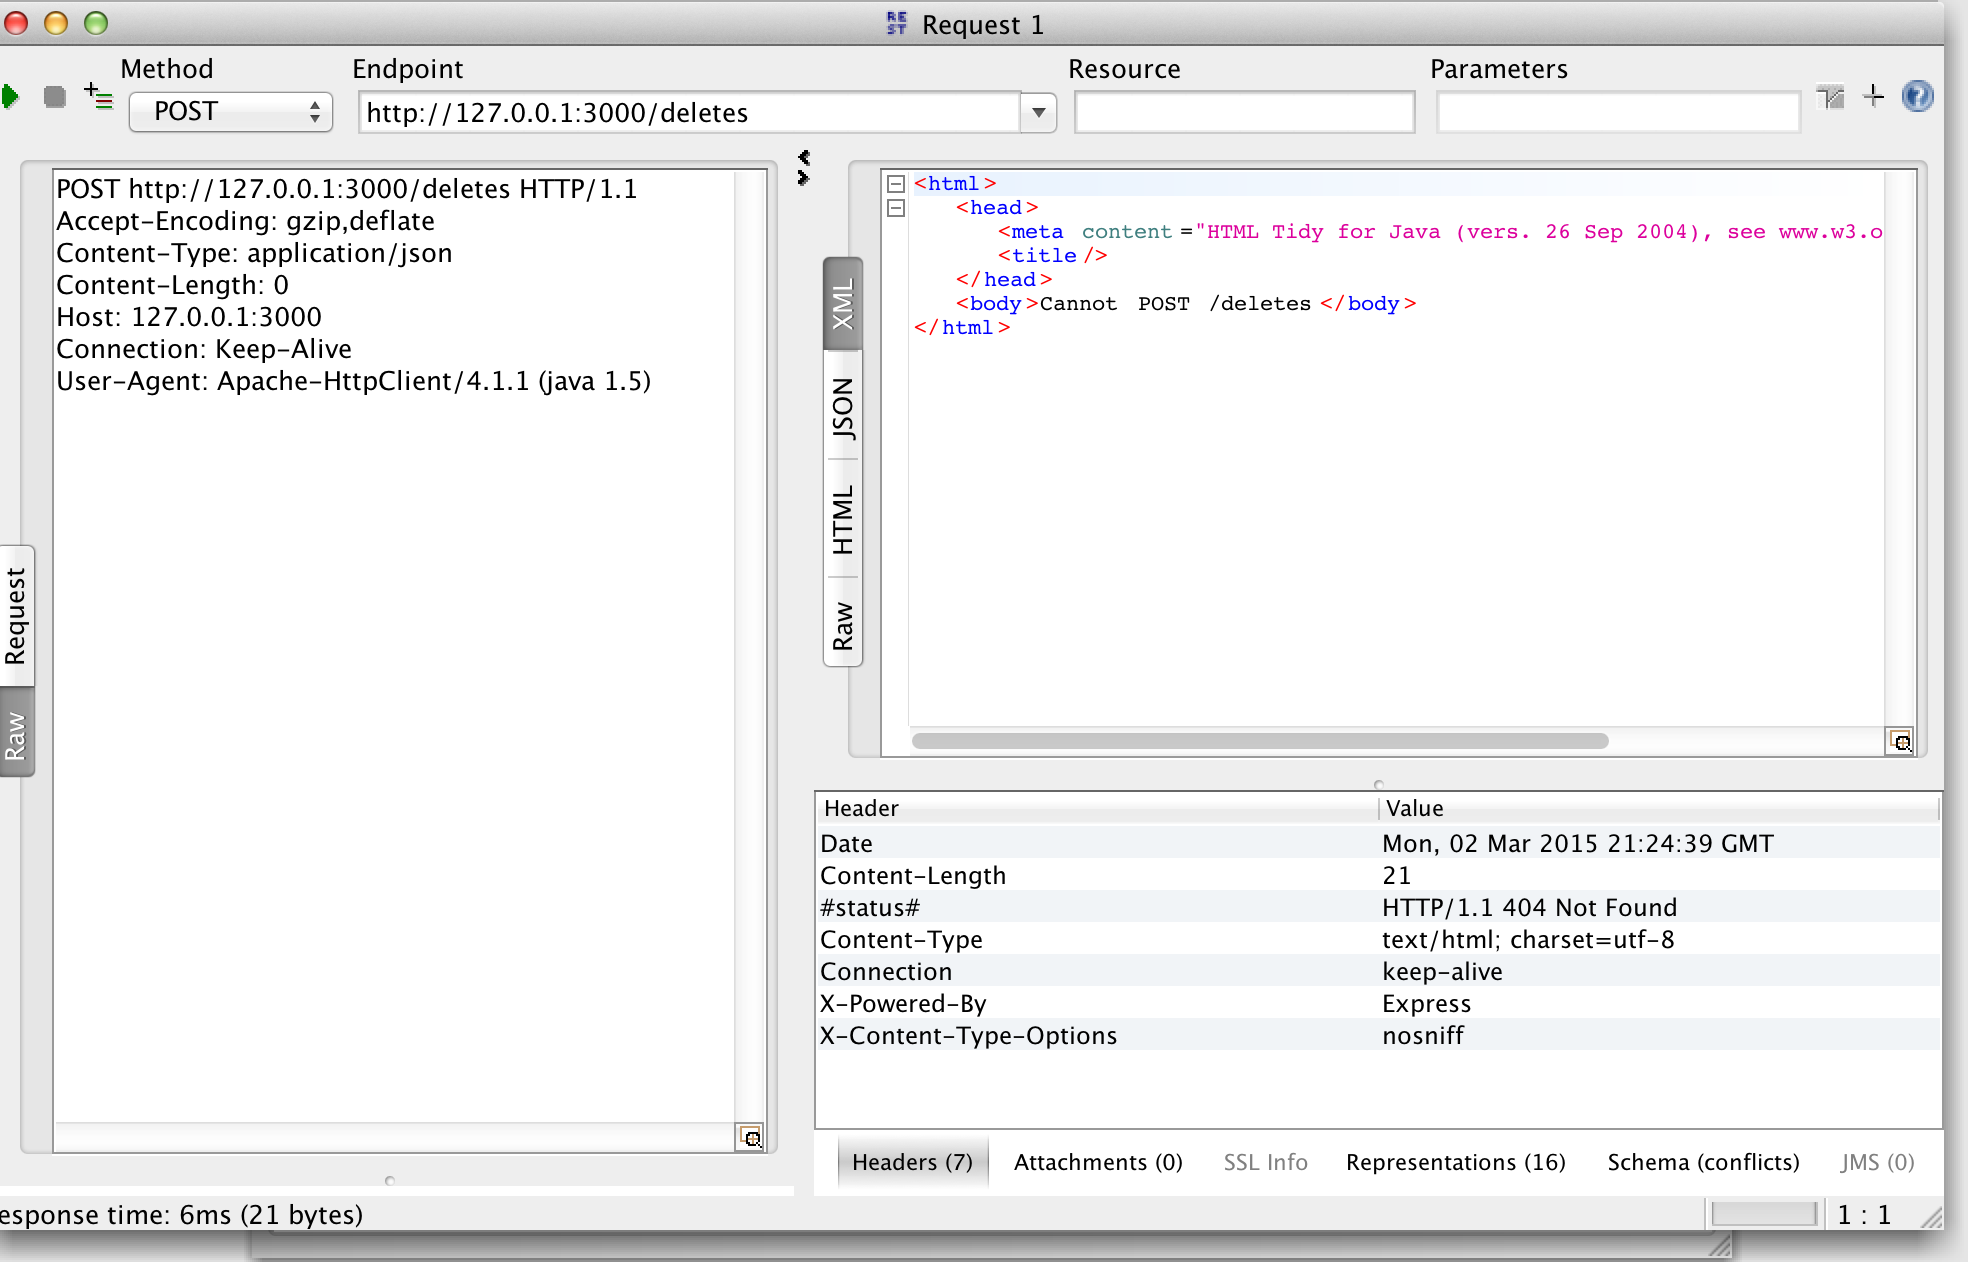 REST Request 1
Method Endpoint Resource Parameters
POST http://127.0.0.1:3000/deletes
POST http://127.0.0.1:3000/deletes HTTP/1.1
Accept-Encoding: gzip,deflate
Content-Type: application/json
Content-Length: 0
Host: 127.0.0.1:3000
Connection: Keep-Alive
User-Agent: Apache-HttpClient/4.1.1 (java 1.5)
Request
Raw
XML
JSON
HTML
Raw
<html>
<head>
<meta content="HTML Tidy for Java (vers. 26 Sep 2004), see www.w3.o
<title/>
</head>
<body>Cannot POST /deletes</body>
</html>
Header Value
Date Mon, 02 Mar 2015 21:24:39 GMT
Content-Length 21
#status# HTTP/1.1 404 Not Found
Content-Type text/html; charset=utf-8
Connection keep-alive
X-Powered-By Express
X-Content-Type-Options nosniff
Headers (7) Attachments (0) SSL Info Representations (16) Schema (conflicts) JMS (0)
esponse time: 6ms (21 bytes)
1 : 1